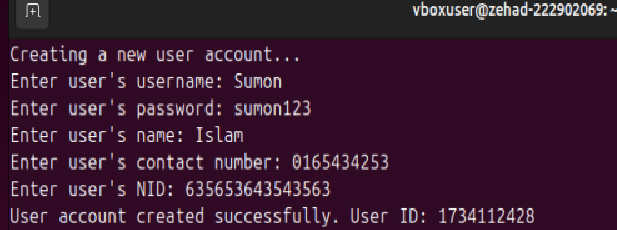 vboxuser@zehad-222902069: ~
Creating a new user account...
Enter user's username: Sumon
Enter user's password: sumon123
Enter user's name: Islam
Enter user's contact number: 0165434253
Enter user's NID: 635653643543563
User account created successfully. User ID: 1734112428